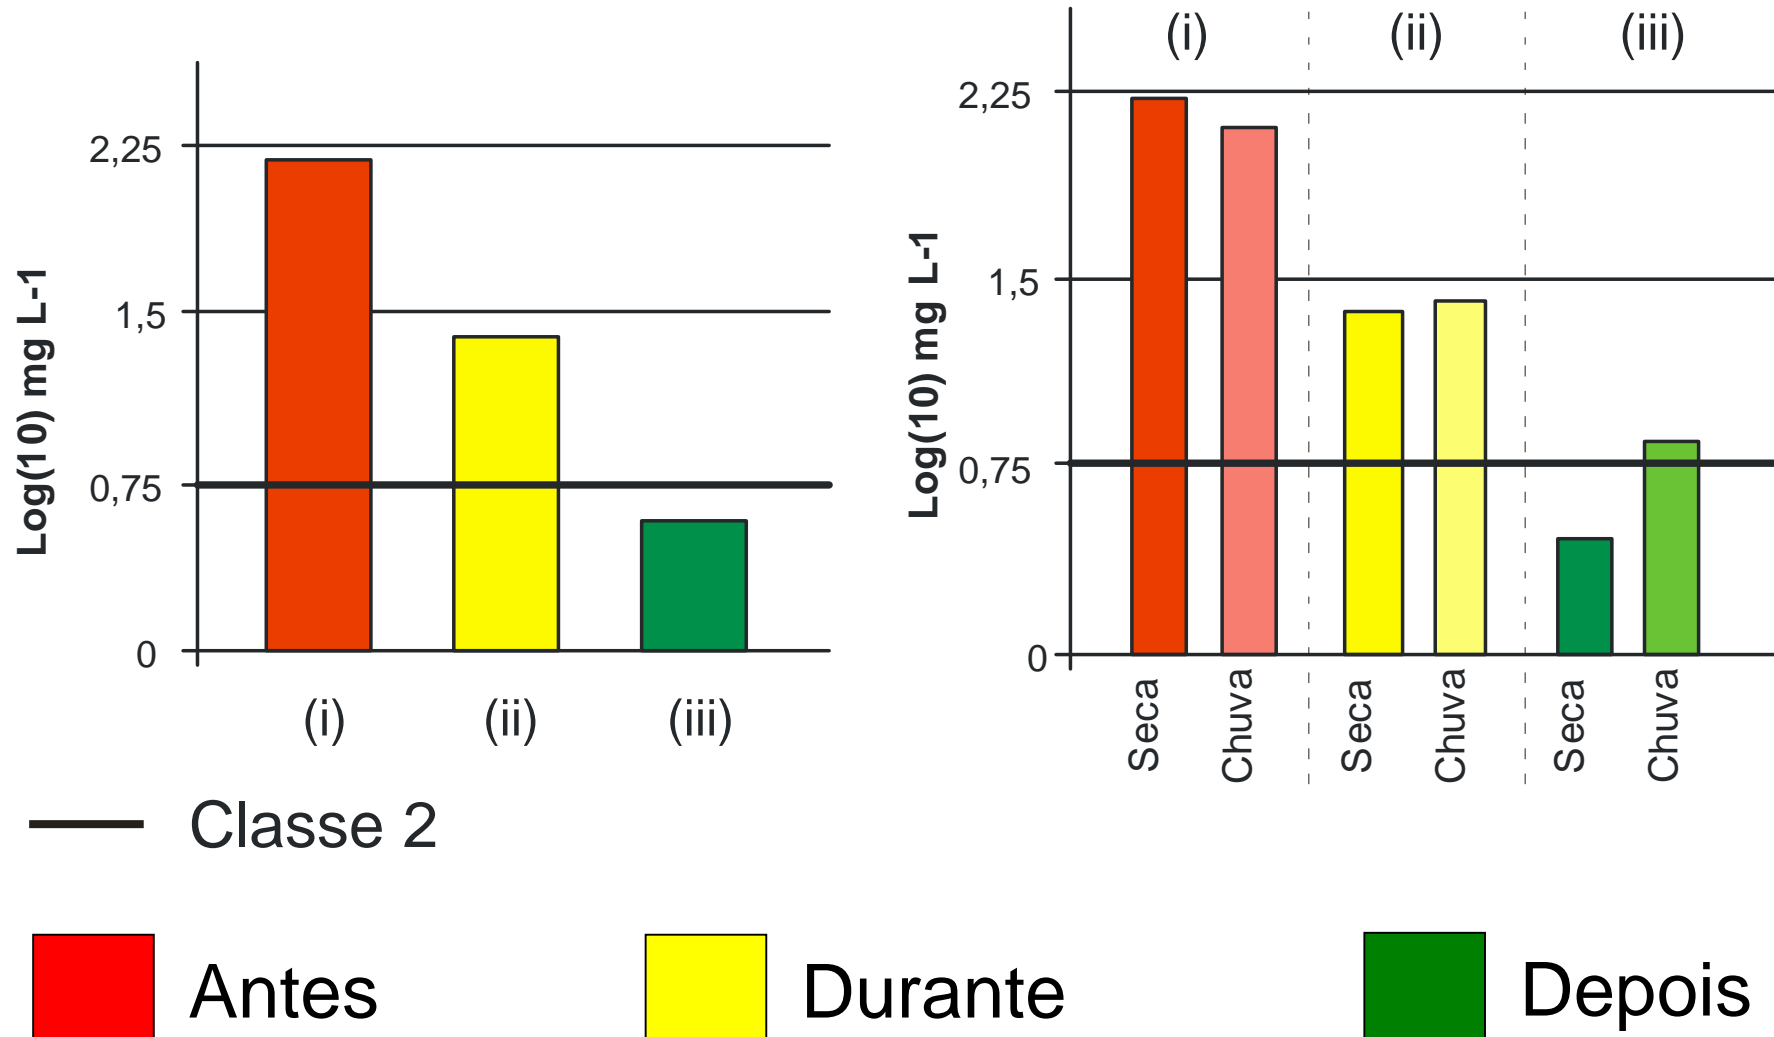 2,25
1,5
0,75
0
Log(10) mg L-1
(i) (ii) (iii)
(i) (ii) (iii)
2,25
1,5
0,75
0
Log(10) mg L-1
Seca Chuva Seca Chuva Seca Chuva
Classe 2
Antes Durante Depois